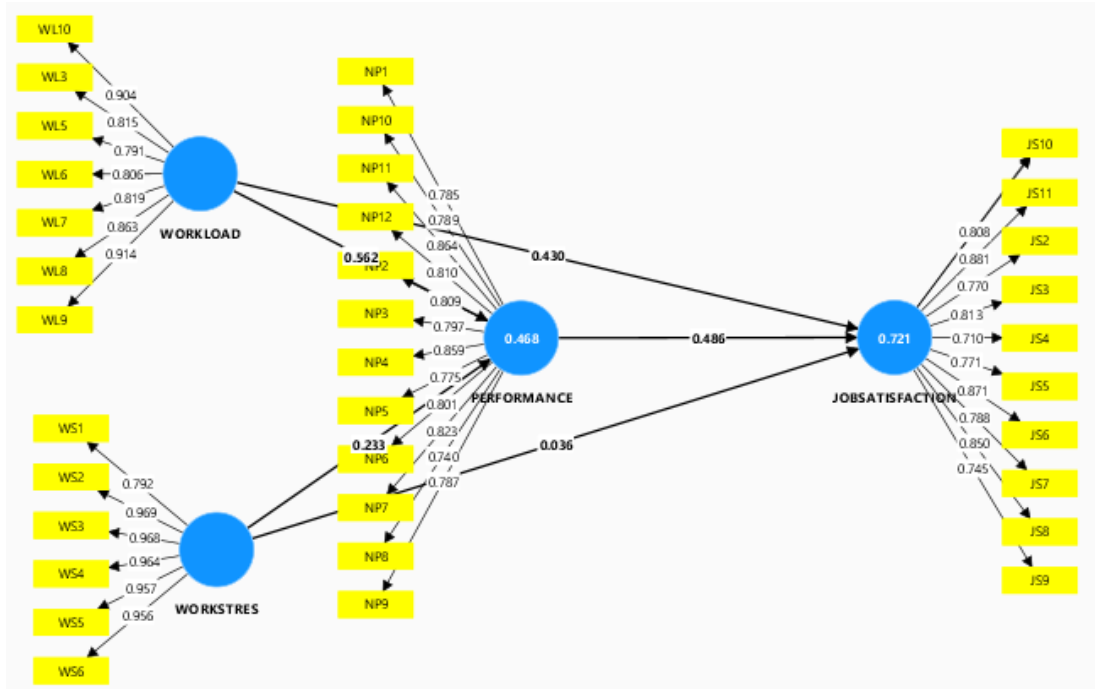 WL10
WL3
WL5
WL6
WL7
WL8
WL9
0.904
0.815
0.791
0.806
0.819
0.863
0.914
WORKLOAD
WS1
WS2
WS3
WS4
WS5
WS6
0.792
0.969
0.968
0.964
0.957
0.956
WORKSTRES
NP1
NP10
NP11
NP12
NP2
NP3
NP4
NP5
NP6
NP7
NP8
NP9
0.785
0.789
0.864
0.810
0.809
0.797
0.859
0.775
0.801
0.823
0.740
0.787
0.562
0.233
0.468
PERFORMANCE
0.430
0.486
0.036
0.721
JOBSATISFACTION
0.808
0.881
0.770
0.813
0.710
0.771
0.871
0.788
0.850
0.745
JS10
JS11
JS2
JS3
JS4
JS5
JS6
JS7
JS8
JS9